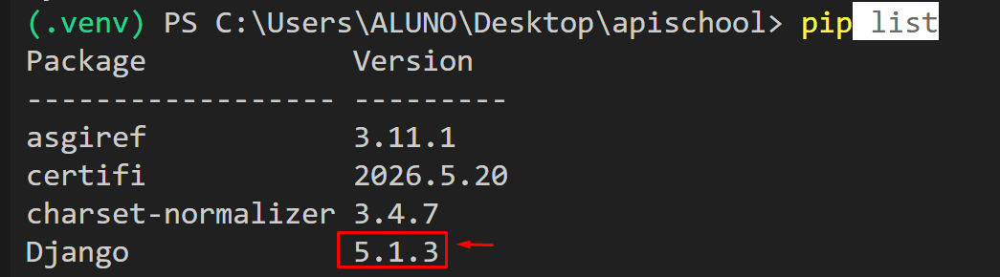 (.venv) PS C:\Users\ALUNO\Desktop\apischool> pip list
Package            Version
------------------ ---------
asgiref            3.11.1
certifi            2026.5.20
charset-normalizer 3.4.7
Django             5.1.3